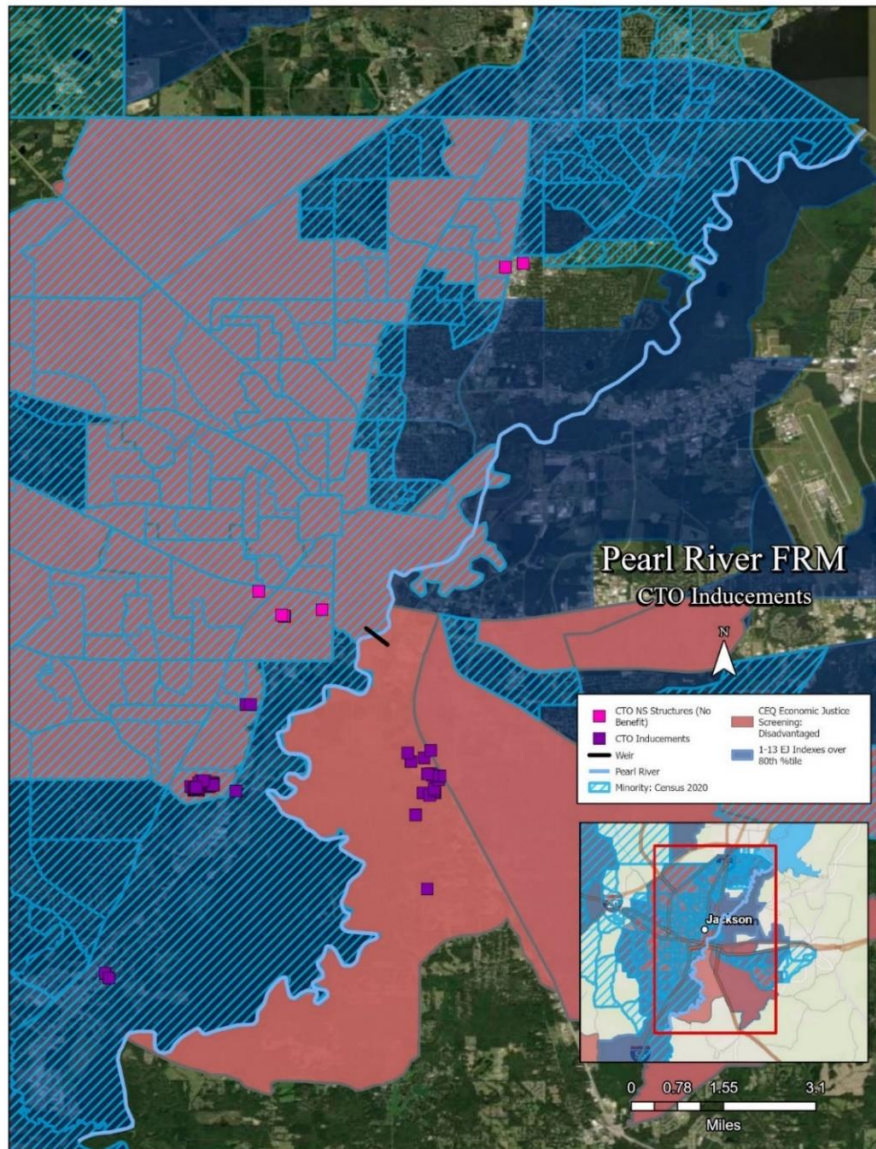 Pearl River FRM
CTO Inducements
N
CTO NS Structures (No
Benefit)
CTO Inducements
Weir
Pearl River
Minority: Census 2020
CEQ Economic Justice
Screening:
Disadvantaged
1-13 EJ Indexes over
80th %tile
Jackson
0 0.78 1.55 3.1
Miles